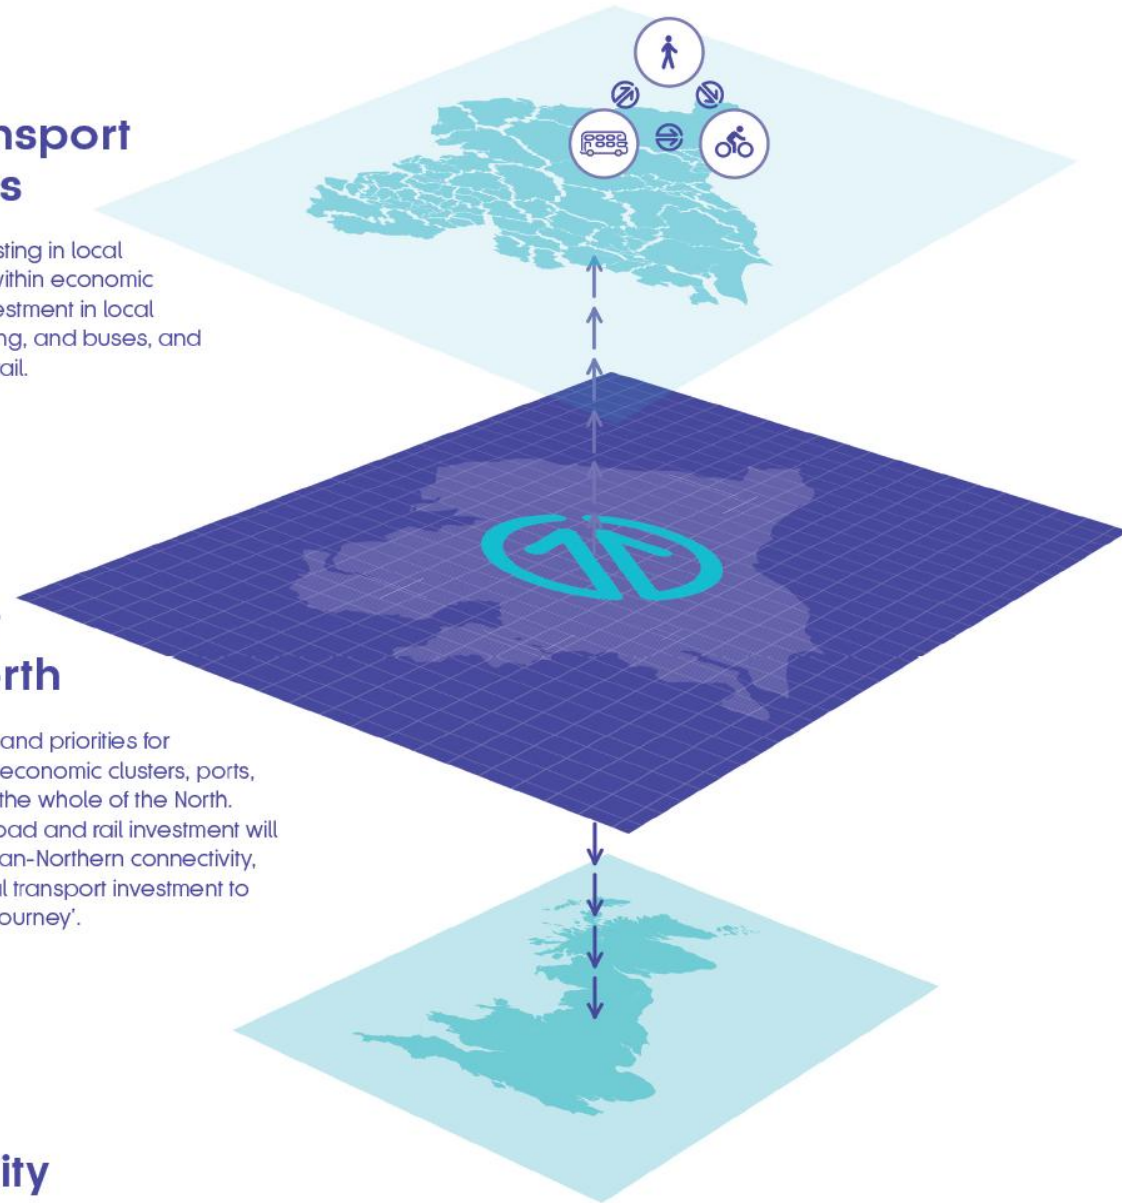 nsport
s
sting in local
vithin economic
estment in local
ng, and buses, and
ail.
rth
and priorities for
economic clusters, ports,
the whole of the North.
oad and rail investment will
an-Northern connectivity,
al transport investment to
ourney’.
ity